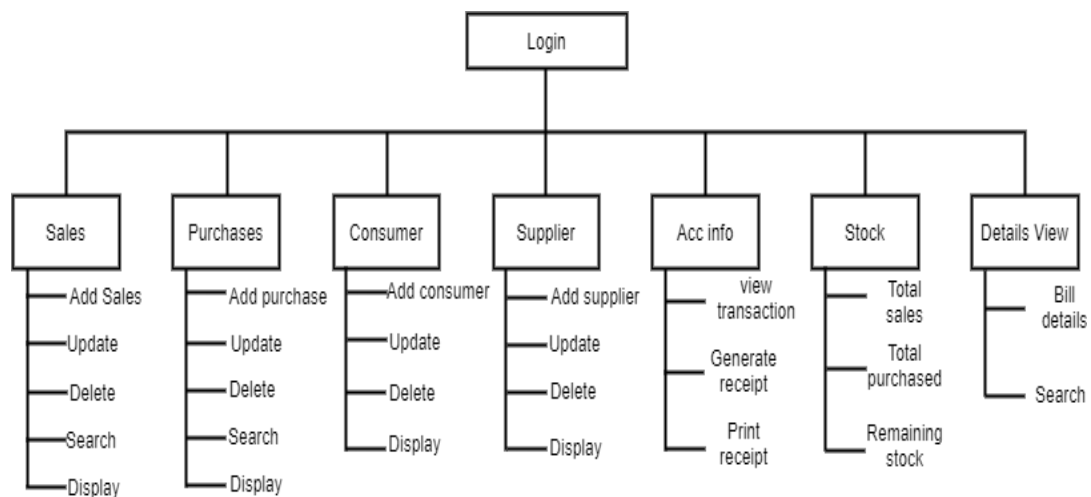 Login
Sales
Purchases
Consumer
Supplier
Acc info
Stock
Details View
Add Sales
Update
Delete
Search
Display
Add purchase
Update
Delete
Search
Display
Add consumer
Update
Delete
Display
Add supplier
Update
Delete
Display
view
transaction
Generate
receipt
Print
receipt
Total
sales
Total
purchased
Remaining
stock
Bill
details
Search